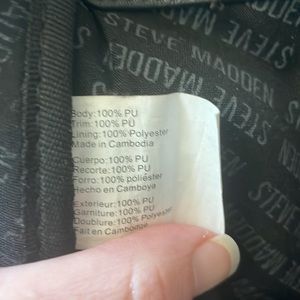 STEVE MADDEN
STEVE MADDEN
STEVE MADDEN
Body:100% PU
Trim:100% PU
Lining:100% Polyester
Made in Cambodia
Cuerpo:100% PU
Recorte:100% PU
Forro:100% poliéster
Hecho en Camboya
Exterieur:100% PU
Garniture:100% PU
Doublure:100% Polyester
Fait en Cambodge